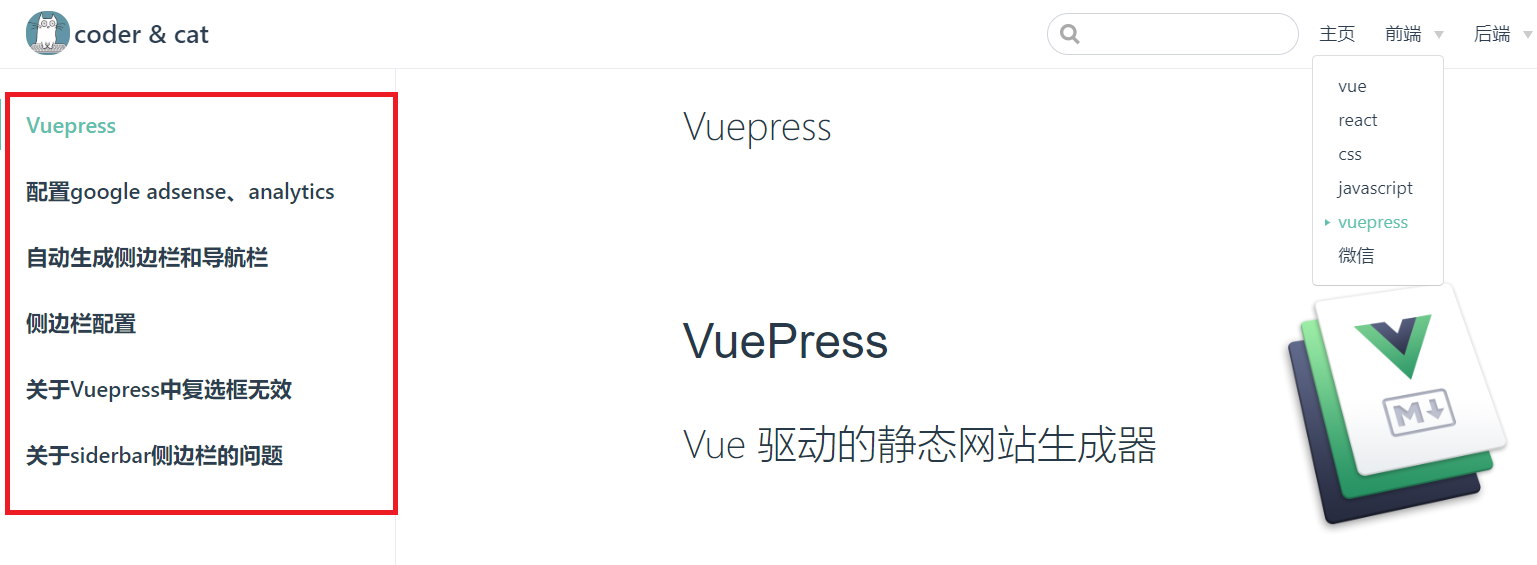 coder & cat
主页
前端
后端
vue
react
css
javascript
vuepress
微信
Vuepress
配置google adsense、analytics
自动生成侧边栏和导航栏
侧边栏配置
关于Vuepress中复选框无效
关于siderbar侧边栏的问题
Vuepress
VuePress
Vue 驱动的静态网站生成器
M